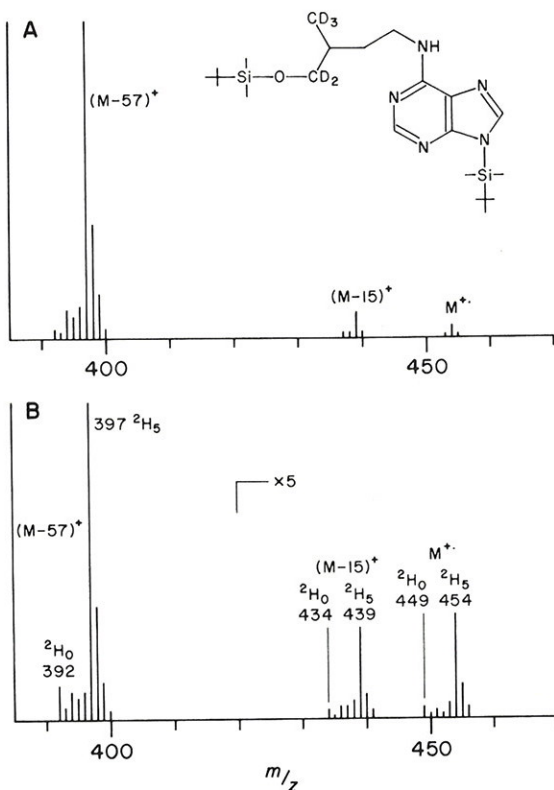 A
CD₃
NH
Si
O
CD₂
N
N
N
N
Si
(M-57)⁺
(M-15)⁺
M⁺·
400
450
B
397 ²H₅
×5
(M-57)⁺
(M-15)⁺
M⁺·
²H₀
²H₅
²H₀
²H₅
434
439
449
454
²H₀
392
400
450
m/z